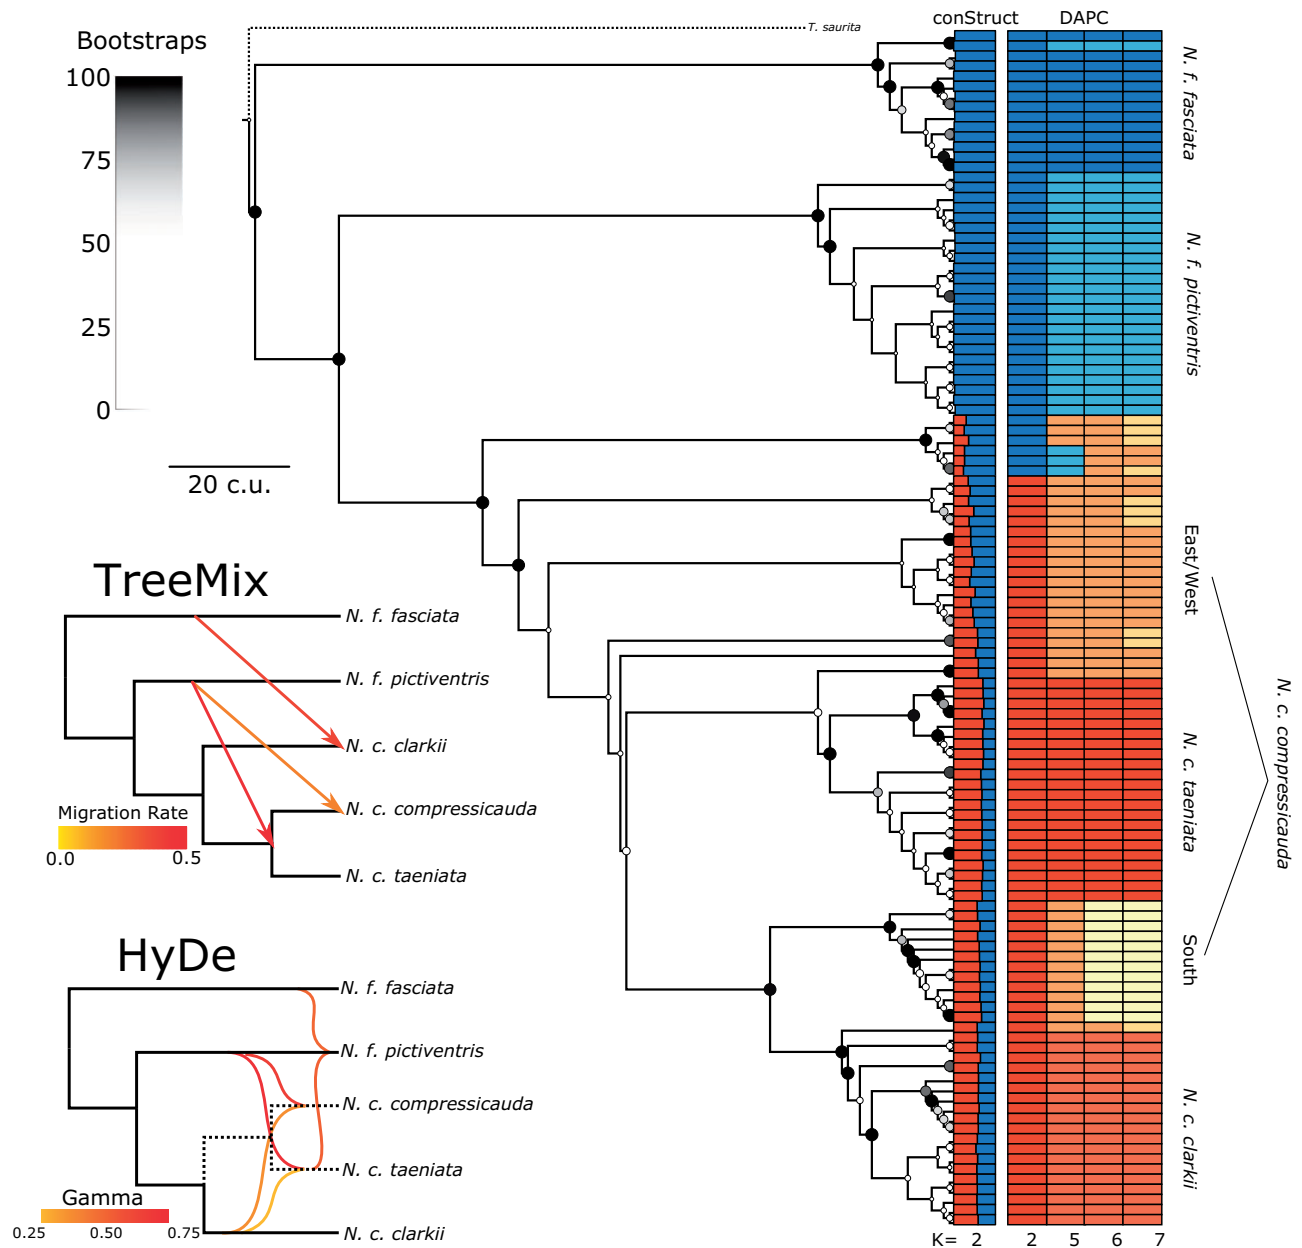 conStruct DAPC
T. saurita
Bootstraps
100
75
50
25
0
20 c.u.
N. f. fasciata
N. f. pictiventris
East/West
N. c. taeniata
South
N. c. clarkii
N. c. compressicauda
TreeMix
N. f. fasciata
N. f. pictiventris
N. c. clarkii
N. c. compressicauda
N. c. taeniata
Migration Rate
0.0 0.5
HyDe
N. f. fasciata
N. f. pictiventris
N. c. compressicauda
N. c. taeniata
N. c. clarkii
Gamma
0.25 0.50 0.75
K= 2 2 5 6 7